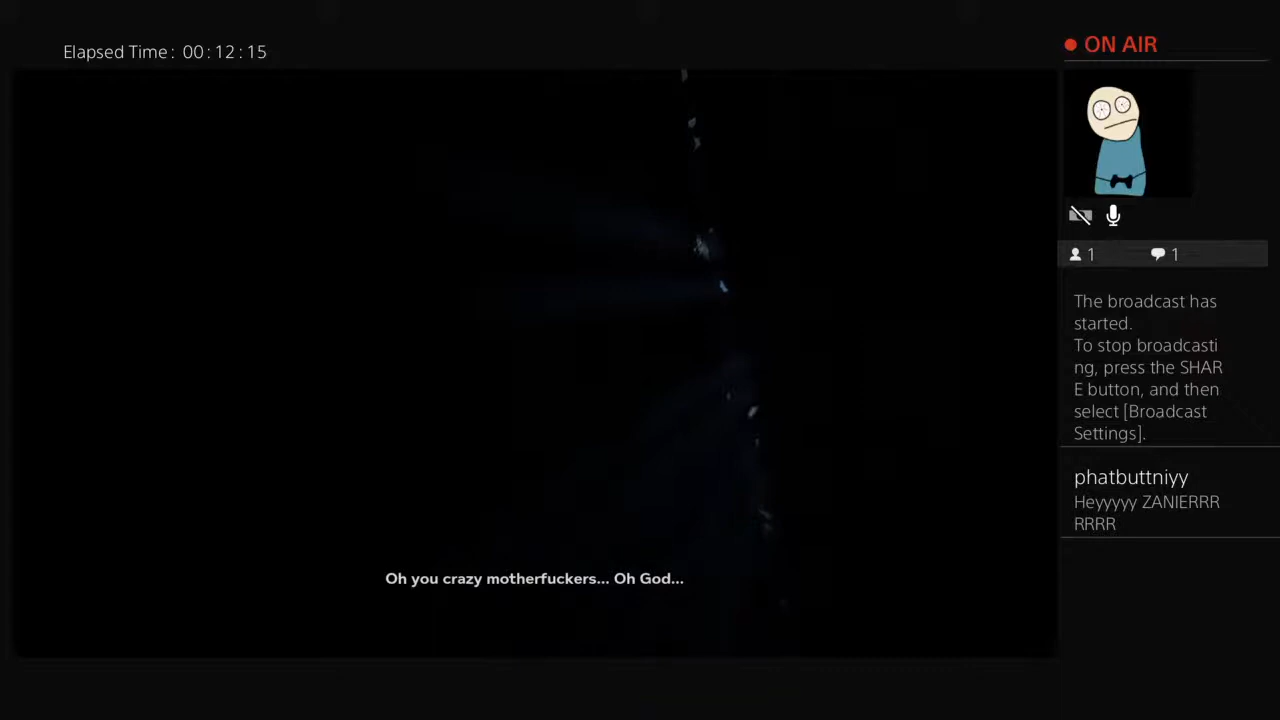 Elapsed Time: 00:12:15
ON AIR
1
1
The broadcast has
started.
To stop broadcasti
ng, press the SHAR
E button, and then
select [Broadcast
Settings].
phatbuttniyy
Heyyyyy ZANIERRR
RRRR
Oh you crazy motherfuckers... Oh God...